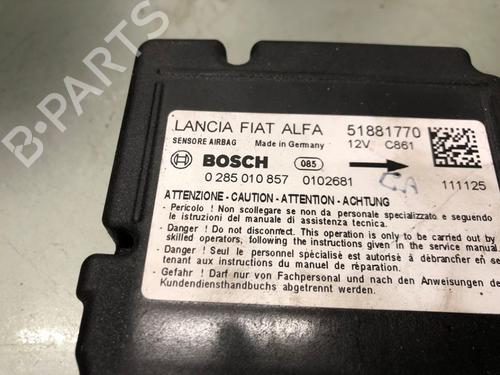 B-PARTS
LANCIA FIAT ALFA 51881770
SENSORE AIRBAG Made in Germany 12V C861
BOSCH 085
0 285 010 857 0102681 111125
ATTENZIONE - CAUTION - ATTENTION - ACHTUNG
- Pericolo ! Non scollegare se non da personale specializzato e seguendo
le istruzioni del manuale di assistenza tecnica.
- Danger ! Do not disconnect. This operation is only to be carried out by
skilled operators, following the instructions given in the service manual.
- Danger ! Seul le personnel spécialisé est autorisé à débrancher en se
tenant aux instructions du manuel de réparation.
- Gefahr ! Darf nur von Fachpersonal und nach den Anweisungen des
Kundendiensthandbuchs abgetrennt werden.